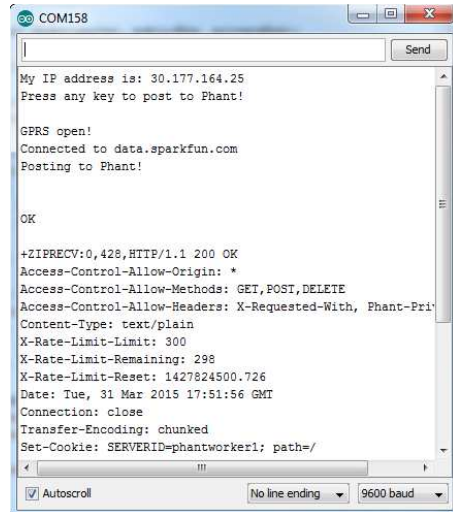 COM158
Send
My IP address is: 30.177.164.25
Press any key to post to Phant!
GPRS open!
Connected to data.sparkfun.com
Posting to Phant!
OK
+ZIPRECV:0,428,HTTP/1.1 200 OK
Access-Control-Allow-Origin: *
Access-Control-Allow-Methods: GET,POST,DELETE
Access-Control-Allow-Headers: X-Requested-With, Phant-Pri
Content-Type: text/plain
X-Rate-Limit-Limit: 300
X-Rate-Limit-Remaining: 298
X-Rate-Limit-Reset: 1427824500.726
Date: Tue, 31 Mar 2015 17:51:56 GMT
Connection: close
Transfer-Encoding: chunked
Set-Cookie: SERVERID=phantworker1; path=/
Autoscroll
No line ending
9600 baud